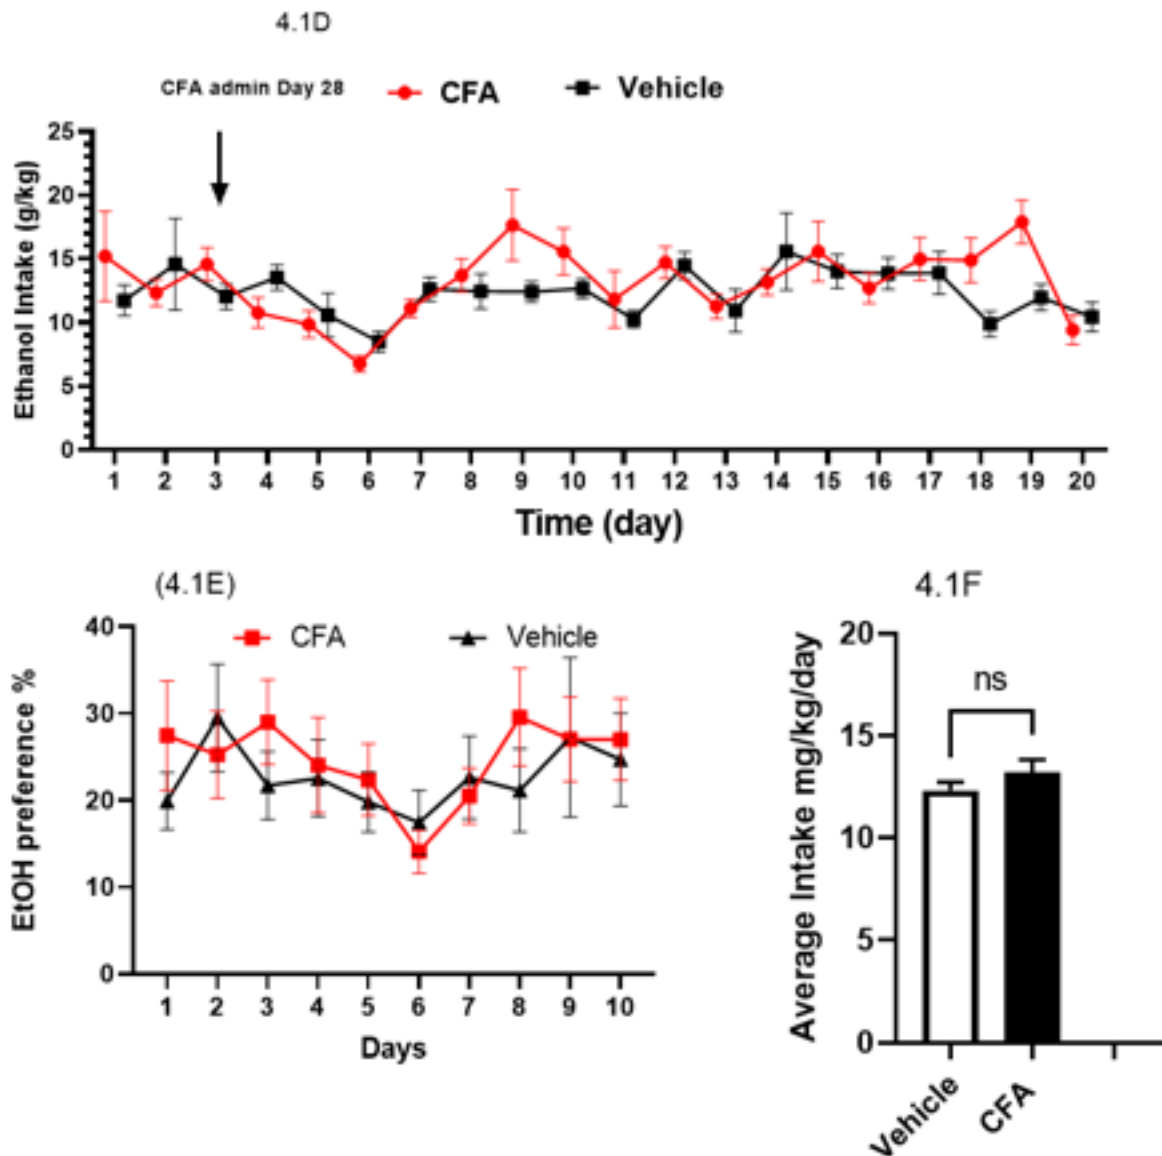 4.1D
CFA admin Day 28
CFA
Vehicle
Ethanol Intake (g/kg)
25
20
15
10
5
0
1 2 3 4 5 6 7 8 9 10 11 12 13 14 15 16 17 18 19 20
Time (day)
(4.1E)
CFA
Vehicle
EtOH preference %
40
30
20
10
0
1 2 3 4 5 6 7 8 9 10
Days
4.1F
Average Intake mg/kg/day
20
15
10
5
0
ns
Vehicle
CFA